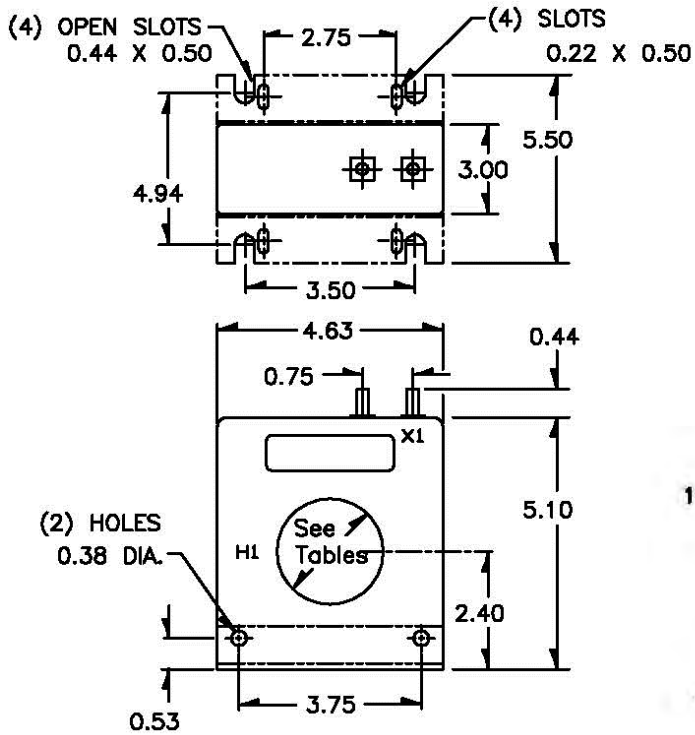 (4) OPEN SLOTS
0.44 X 0.50
2.75
(4) SLOTS
0.22 X 0.50
4.94
3.00
5.50
3.50
4.63
0.44
0.75
X1
(2) HOLES
0.38 DIA.
H1
See
Tables
5.10
1
2.40
0.53
3.75